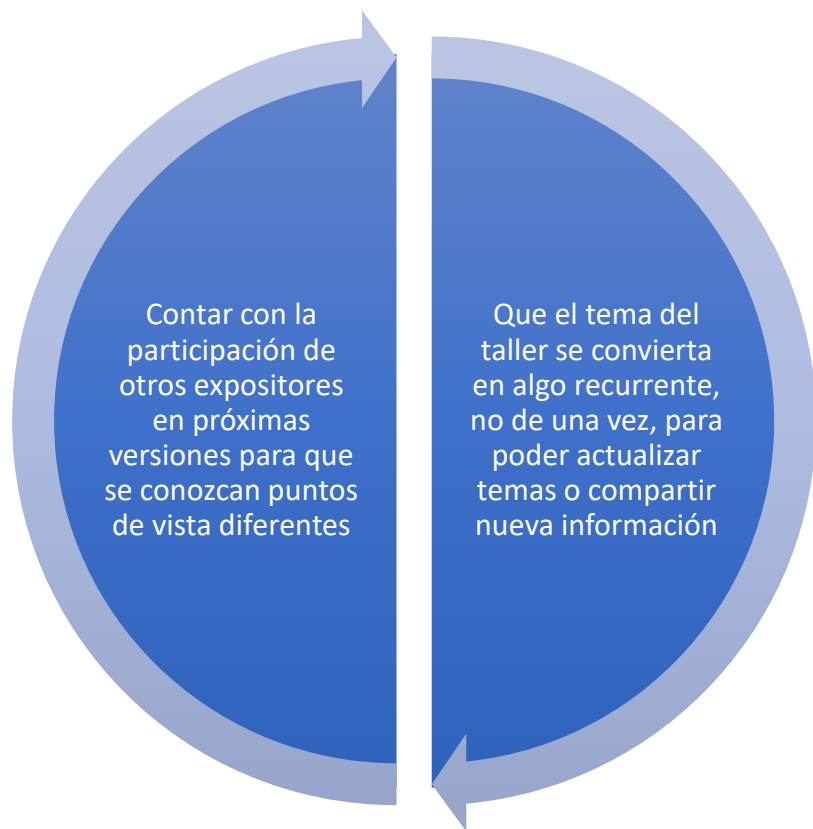 Contar con la
participación de
otros expositores
en próximas
versiones para que
se conozcan puntos
de vista diferentes
Que el tema del
taller se convierta
en algo recurrente,
no de una vez, para
poder actualizar
temas o compartir
nueva información